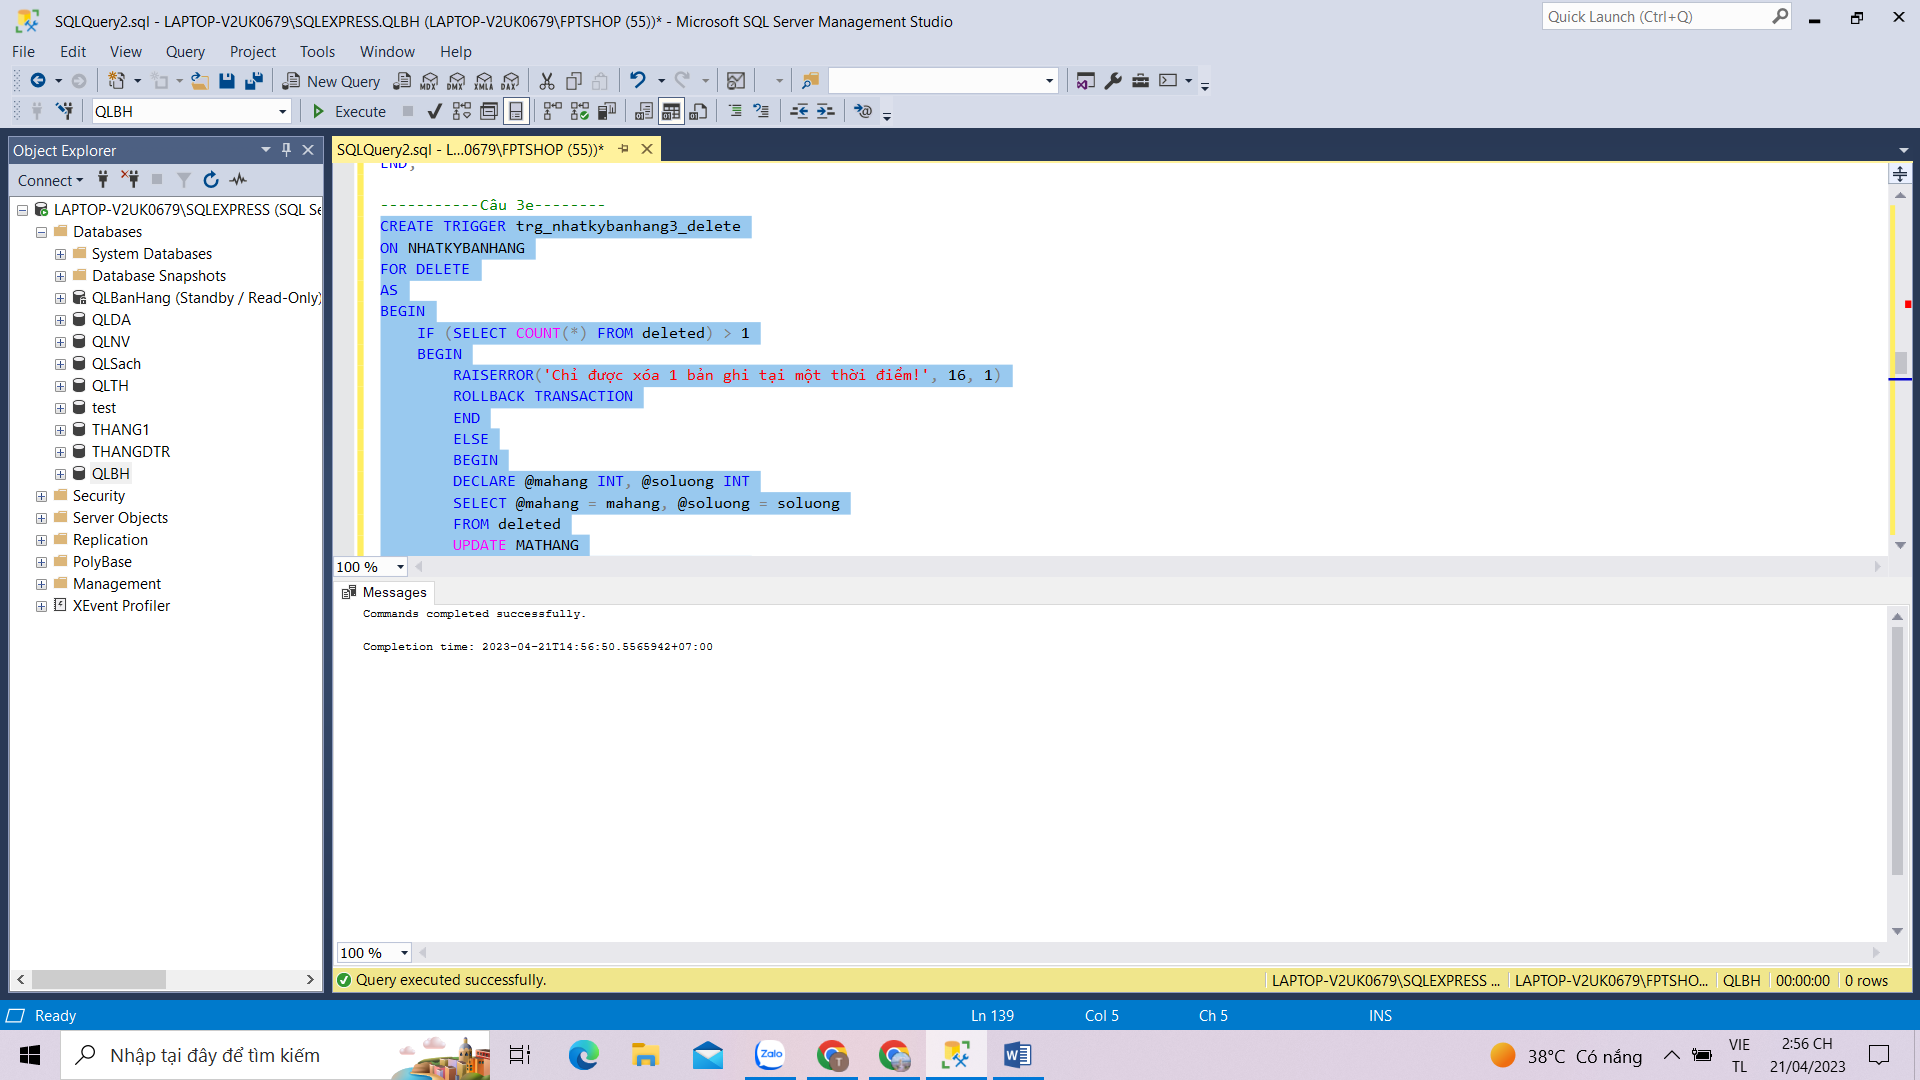 SQLQuery2.sql - LAPTOP-V2UK0679\SQLEXPRESS.QLBH (LAPTOP-V2UK0679\FPTSHOP (55))* - Microsoft SQL Server Management Studio
Quick Launch (Ctrl+Q)
File Edit View Query Project Tools Window Help
New Query MDX DMX XMLA DAX
QLBH Execute
Object Explorer
SQLQuery2.sql - L...0679\FPTSHOP (55))*
Connect
LAPTOP-V2UK0679\SQLEXPRESS (SQL Se
Databases
System Databases
Database Snapshots
QLBanHang (Standby / Read-Only)
QLDA
QLNV
QLSach
QLTH
test
THANG1
THANGDTR
QLBH
Security
Server Objects
Replication
PolyBase
Management
XEvent Profiler
END;
-----------Câu 3e--------
CREATE TRIGGER trg_nhatkybanhang3_delete
ON NHATKYBANHANG
FOR DELETE
AS
BEGIN
IF (SELECT COUNT(*) FROM deleted) > 1
BEGIN
RAISERROR('Chỉ được xóa 1 bản ghi tại một thời điểm!', 16, 1)
ROLLBACK TRANSACTION
END
ELSE
BEGIN
DECLARE @mahang INT, @soluong INT
SELECT @mahang = mahang, @soluong = soluong
FROM deleted
UPDATE MATHANG
100 %
Messages
Commands completed successfully.
Completion time: 2023-04-21T14:56:50.5565942+07:00
100 %
Query executed successfully.
LAPTOP-V2UK0679\SQLEXPRESS ... LAPTOP-V2UK0679\FPTSHO... QLBH 00:00:00 0 rows
Ready Ln 139 Col 5 Ch 5 INS
Nhập tại đây để tìm kiếm
Zalo
T
38°C Có nắng
VIE
TL
2:56 CH
21/04/2023